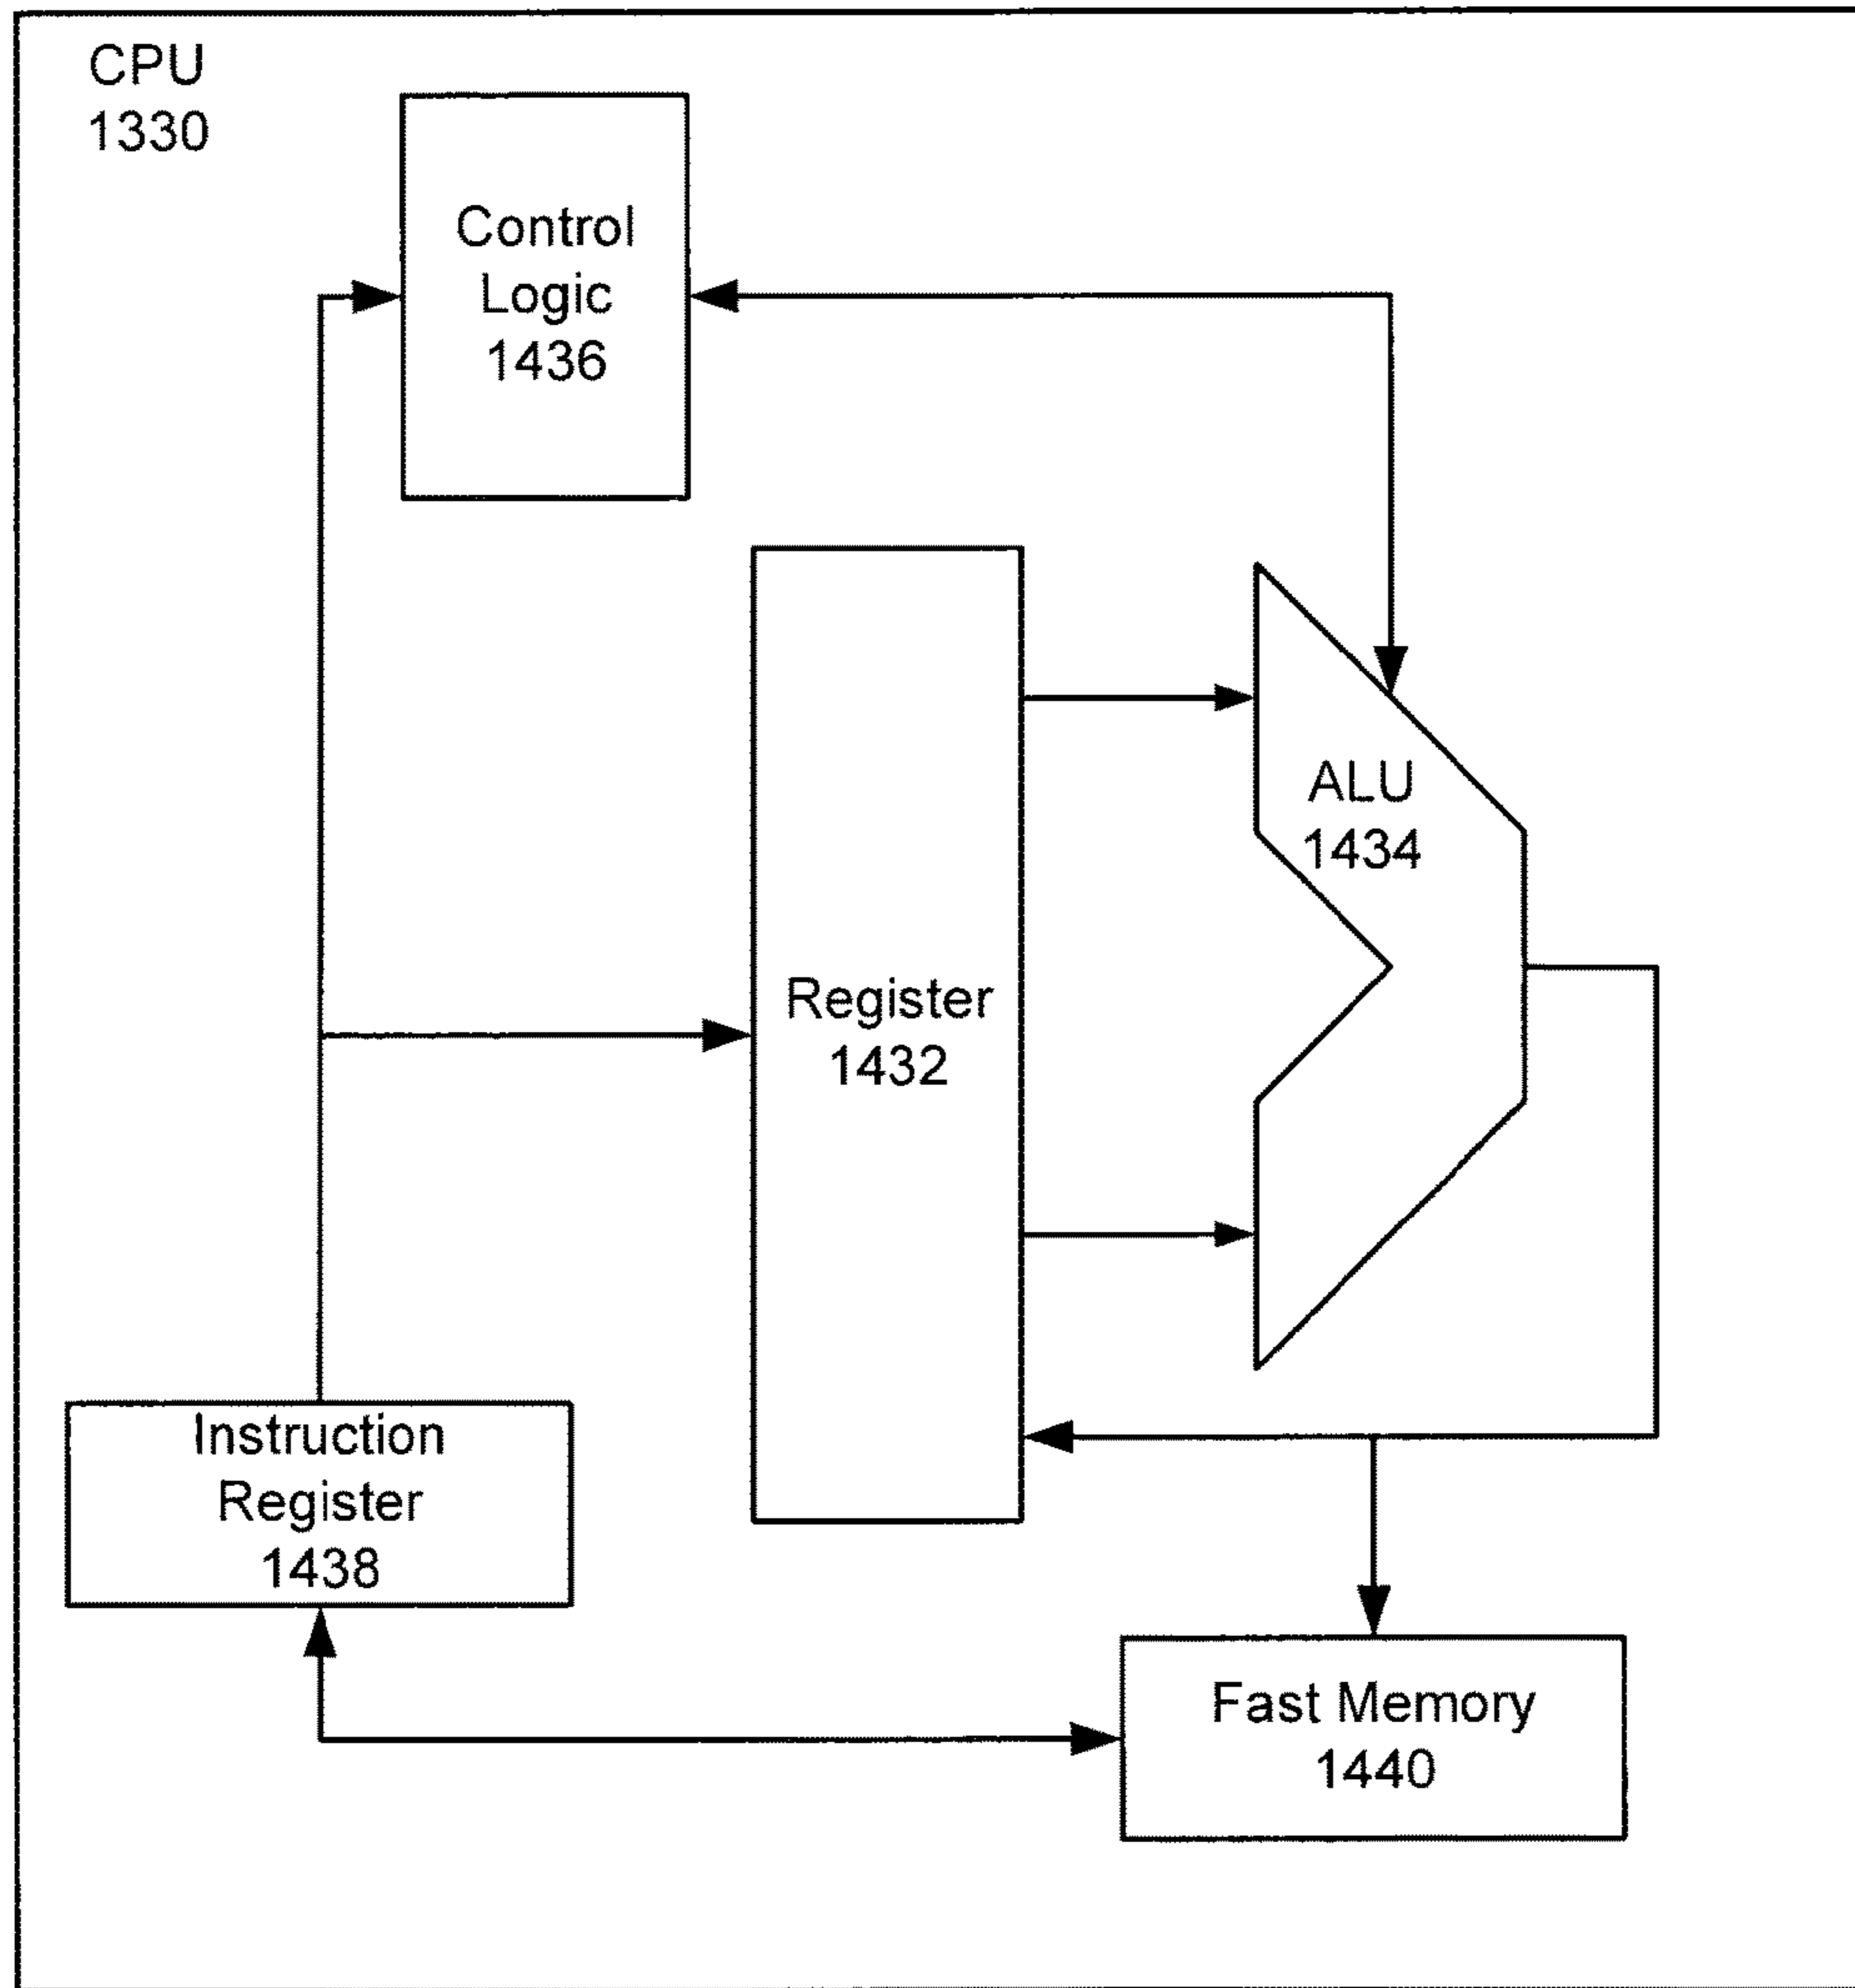 CPU
1330
Control
Logic
1436
ALU
1434
Register
1432
Instruction
Register
1438
Fast Memory
1440